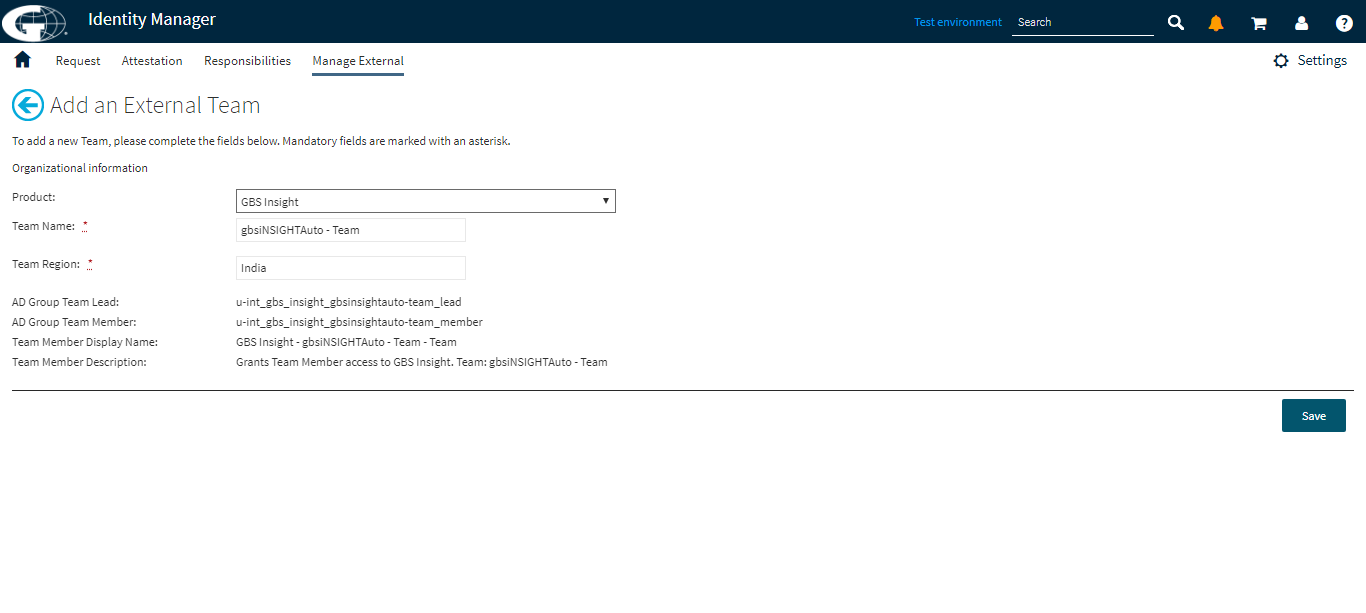 Identity Manager
Test environment
Search
Request
Attestation
Responsibilities
Manage External
Settings
Add an External Team
To add a new Team, please complete the fields below. Mandatory fields are marked with an asterisk.
Organizational information
Product: GBS Insight
Team Name: * gbsiNSIGHTAuto - Team
Team Region: * India
AD Group Team Lead: u-int_gbs_insight_gbsinsightauto-team_lead
AD Group Team Member: u-int_gbs_insight_gbsinsightauto-team_member
Team Member Display Name: GBS Insight - gbsiNSIGHTAuto - Team - Team
Team Member Description: Grants Team Member access to GBS Insight. Team: gbsiNSIGHTAuto - Team
Save